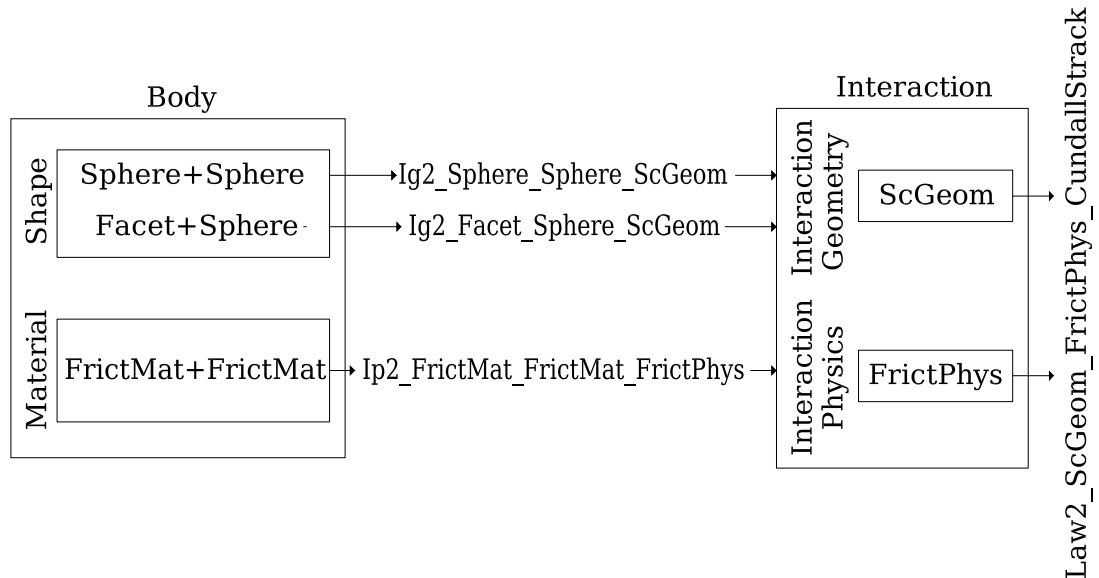 Body
Shape
Sphere+Sphere
Facet+Sphere
Material
FrictMat+FrictMat
Ig2_Sphere_Sphere_ScGeom
Ig2_Facet_Sphere_ScGeom
Ip2_FrictMat_FrictMat_FrictPhys
Interaction
Interaction
Geometry
ScGeom
Interaction
Physics
FrictPhys
Law2_ScGeom_FrictPhys_CundallStrack